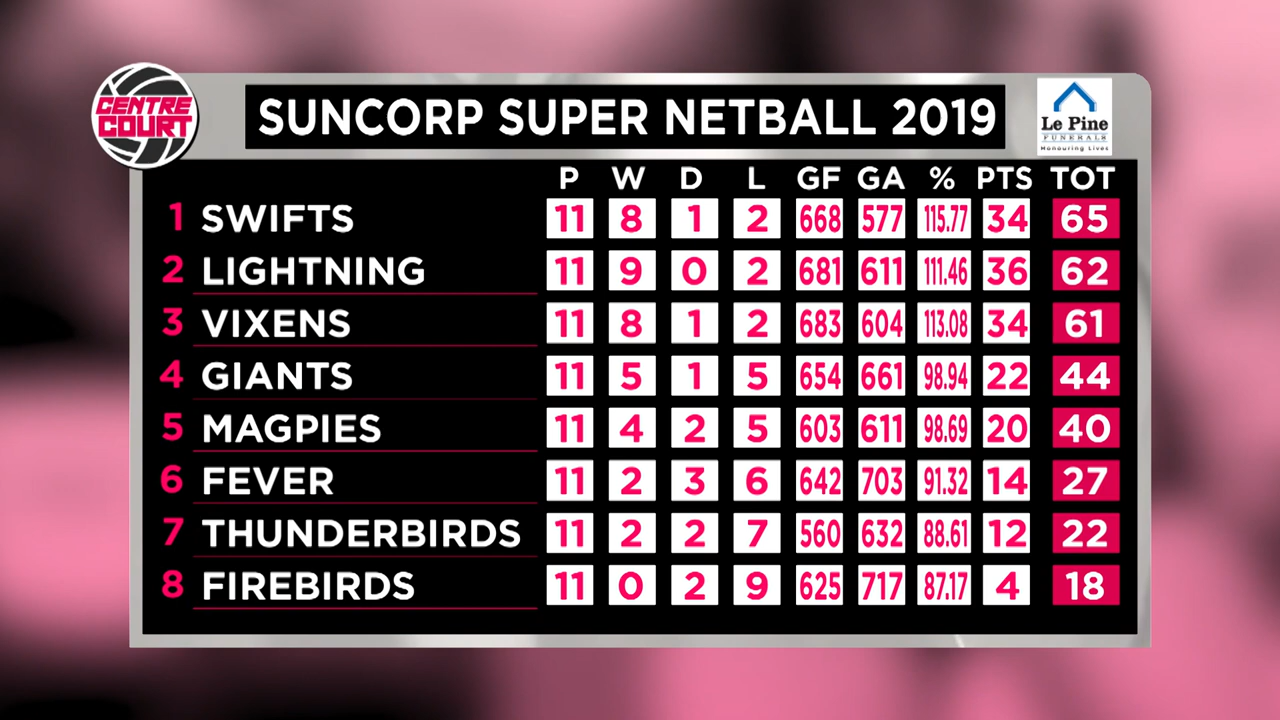 CENTRE COURT
SUNCORP SUPER NETBALL 2019
Le Pine
FUNERALS
Honouring Lives
P W D L GF GA % PTS TOT
1 SWIFTS 11 8 1 2 668 577 115.77 34 65
2 LIGHTNING 11 9 0 2 681 611 111.46 36 62
3 VIXENS 11 8 1 2 683 604 113.08 34 61
4 GIANTS 11 5 1 5 654 661 98.94 22 44
5 MAGPIES 11 4 2 5 603 611 98.69 20 40
6 FEVER 11 2 3 6 642 703 91.32 14 27
7 THUNDERBIRDS 11 2 2 7 560 632 88.61 12 22
8 FIREBIRDS 11 0 2 9 625 717 87.17 4 18